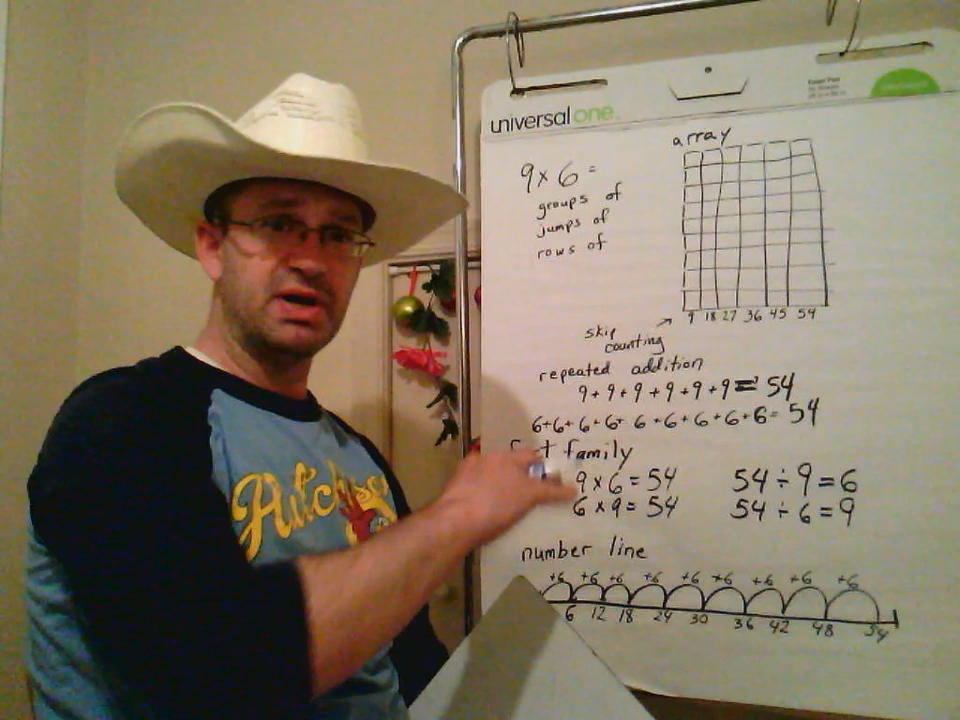 universal one
array
9 x 6 =
groups of
jumps of
rows of
9 18 27 36 45 54
skip
counting
repeated addition
9 + 9 + 9 + 9 + 9 + 9 = 54
6+6+6+6+6+6+6+6+6= 54
family
9 x 6 = 54 54 ÷ 9 = 6
6 x 9 = 54 54 ÷ 6 = 9
number line
+6 +6 +6 +6 +6 +6 +6 +6 +6
6 12 18 24 30 36 42 48 54